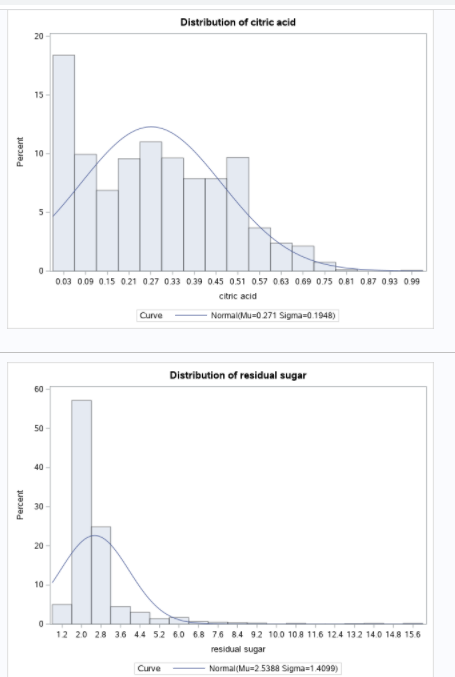 Distribution of citric acid
20
15
10
5
0
Percent
0.03 0.09 0.15 0.21 0.27 0.33 0.39 0.45 0.51 0.57 0.63 0.69 0.75 0.81 0.87 0.93 0.99
citric acid
Curve Normal(Mu=0.271 Sigma=0.1948)
Distribution of residual sugar
60
50
40
30
20
10
0
Percent
1.2 2.0 2.8 3.6 4.4 5.2 6.0 6.8 7.6 8.4 9.2 10.0 10.8 11.6 12.4 13.2 14.0 14.8 15.6
residual sugar
Curve Normal(Mu=2.5388 Sigma=1.4099)